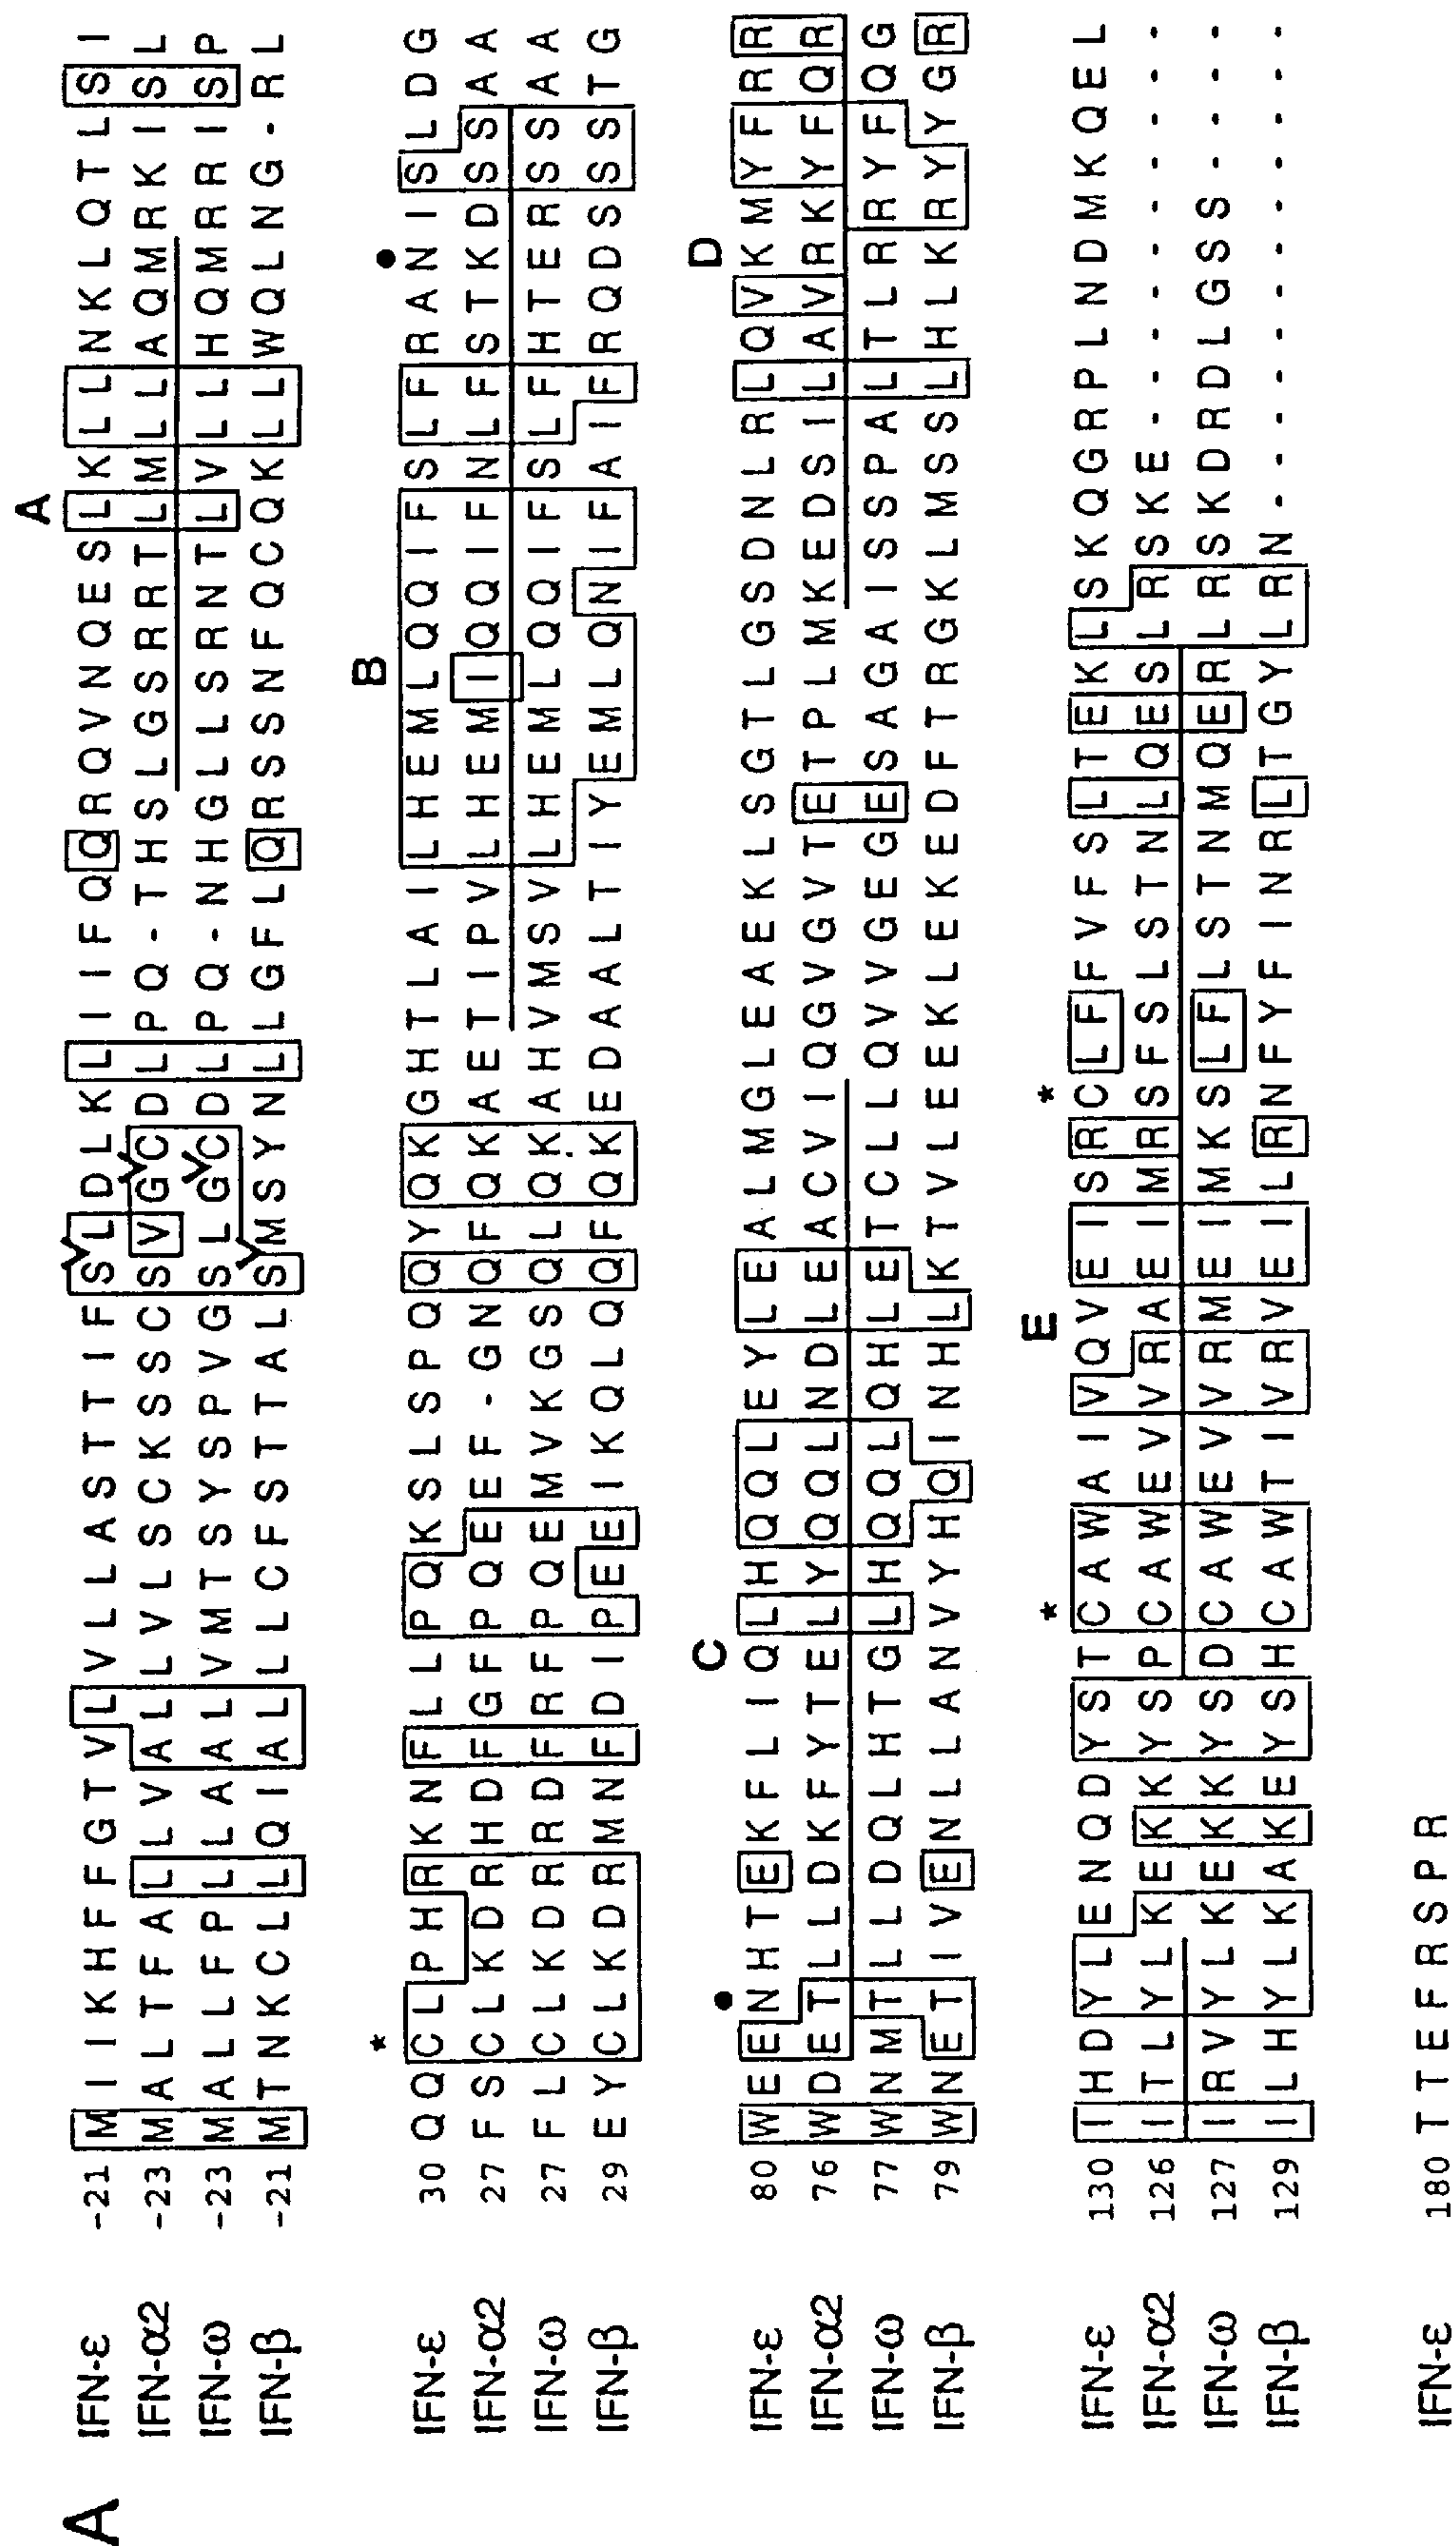 A
A
IFN-ε -21 M I I K H F F G T V L V L L A S T T I F S L D L K L I I F Q Q R Q V N Q E S L K L L N K L Q T L S I
IFN-α2 -23 M A L T F A L L V A L L V L S C K S S C S V G C D L P Q - T H S L G S R R T L M L L A Q M R K I S L
IFN-ω -23 M A L L F P L L A A L V M T S Y S P V G S L G C D L P Q - N H G L L S R N T L V L L H Q M R R I S P
IFN-β -21 M T N K C L L Q I A L L L C F S T T A L S M S Y N L L G F L Q R S S N F Q C Q K L L W Q L N G - R L
* B •
IFN-ε 30 Q Q C L P H R K N F L L P Q K S L S P Q Q Y Q K G H T L A I L H E M L Q Q I F S L F R A N I S L D G
IFN-α2 27 F S C L K D R H D F G F P Q E E F - G N Q F Q K A E T I P V L H E M I Q Q I F N L F S T K D S S A A
IFN-ω 27 F L C L K D R R D F R F P Q E M V K G S Q L Q K A H V M S V L H E M L Q Q I F S L F H T E R S S A A
IFN-β 29 E Y C L K D R M N F D I P E E I K Q L Q Q F Q K E D A A L T I Y E M L Q N I F A I F R Q D S S S T G
• C D
IFN-ε 80 W E E N H T E K F L I Q L H Q Q L E Y L E A L M G L E A E K L S G T L G S D N L R L Q V K M Y F R R
IFN-α2 76 W D E T L L D K F Y T E L Y Q Q L N D L E A C V I Q G V G V T E T P L M K E D S I L A V R K Y F Q R
IFN-ω 77 W N M T L L D Q L H T G L H Q Q L Q H L E T C L L Q V V G E G E S A G A I S S P A L T L R R Y F Q G
IFN-β 79 W N E T I V E N L L A N V Y H Q I N H L K T V L E E K L E K E D F T R G K L M S S L H L K R Y Y G R
* E *
IFN-ε 130 I H D Y L E N Q D Y S T C A W A I V Q V E I S R C L F F V F S L T E K L S K Q G R P L N D M K Q E L
IFN-α2 126 I T L Y L K E K K Y S P C A W E V V R A E I M R S F S L S T N L Q E S L R S K E - - - - - - - - - -
IFN-ω 127 I R V Y L K E K K Y S D C A W E V V R M E I M K S L F L S T N M Q E R L R S K D R D L G S S - - - -
IFN-β 129 I L H Y L K A K E Y S H C A W T I V R V E I L R N F Y F I N R L T G Y L R N - - - - - - - - - - - -
IFN-ε 180 T T E F R S P R